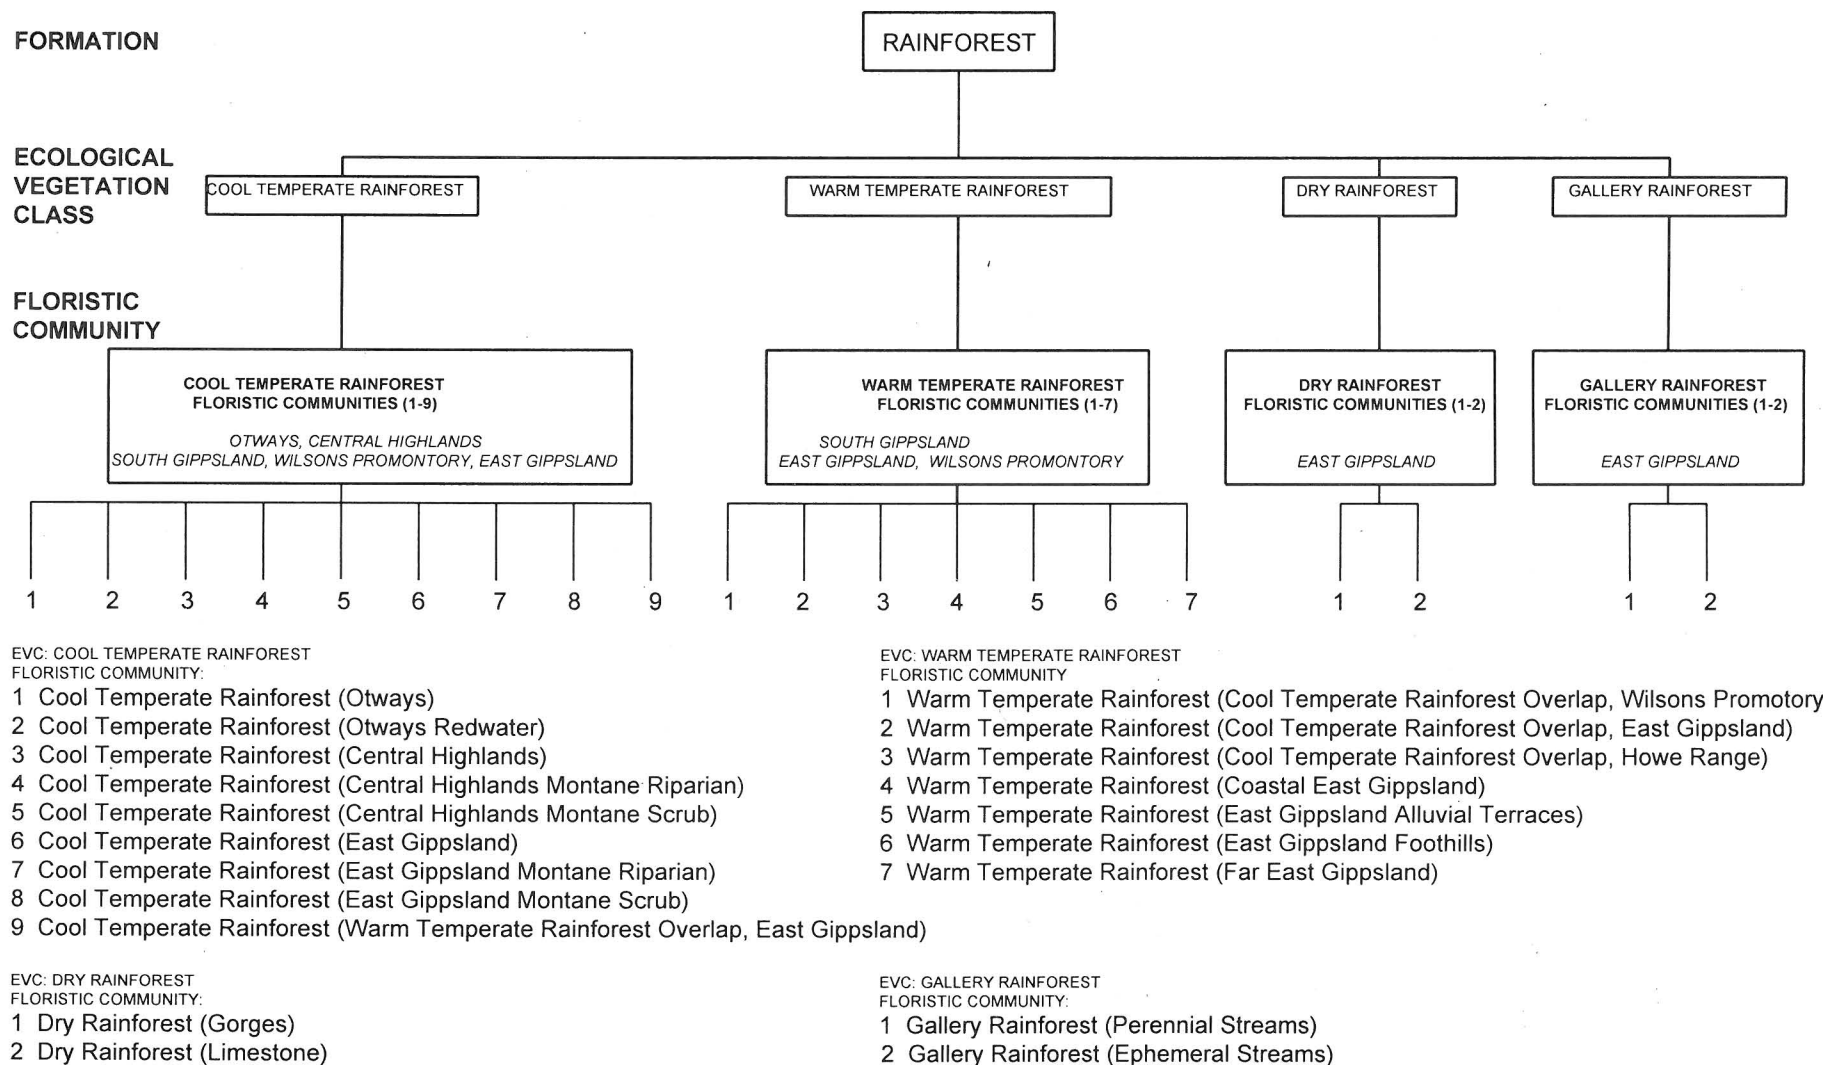 FORMATION
RAINFOREST
ECOLOGICAL
VEGETATION
CLASS
COOL TEMPERATE RAINFOREST
WARM TEMPERATE RAINFOREST
DRY RAINFOREST
GALLERY RAINFOREST
FLORISTIC
COMMUNITY
COOL TEMPERATE RAINFOREST
FLORISTIC COMMUNITIES (1-9)
OTWAYS, CENTRAL HIGHLANDS
SOUTH GIPPSLAND, WILSONS PROMONTORY, EAST GIPPSLAND
WARM TEMPERATE RAINFOREST
FLORISTIC COMMUNITIES (1-7)
SOUTH GIPPSLAND
EAST GIPPSLAND, WILSONS PROMONTORY
DRY RAINFOREST
FLORISTIC COMMUNITIES (1-2)
EAST GIPPSLAND
GALLERY RAINFOREST
FLORISTIC COMMUNITIES (1-2)
EAST GIPPSLAND
1 2 3 4 5 6 7 8 9
1 2 3 4 5 6 7
1 2
1 2
EVC: COOL TEMPERATE RAINFOREST
FLORISTIC COMMUNITY:
1 Cool Temperate Rainforest (Otways)
2 Cool Temperate Rainforest (Otways Redwater)
3 Cool Temperate Rainforest (Central Highlands)
4 Cool Temperate Rainforest (Central Highlands Montane Riparian)
5 Cool Temperate Rainforest (Central Highlands Montane Scrub)
6 Cool Temperate Rainforest (East Gippsland)
7 Cool Temperate Rainforest (East Gippsland Montane Riparian)
8 Cool Temperate Rainforest (East Gippsland Montane Scrub)
9 Cool Temperate Rainforest (Warm Temperate Rainforest Overlap, East Gippsland)
EVC: WARM TEMPERATE RAINFOREST
FLORISTIC COMMUNITY
1 Warm Temperate Rainforest (Cool Temperate Rainforest Overlap, Wilsons Promotory
2 Warm Temperate Rainforest (Cool Temperate Rainforest Overlap, East Gippsland)
3 Warm Temperate Rainforest (Cool Temperate Rainforest Overlap, Howe Range)
4 Warm Temperate Rainforest (Coastal East Gippsland)
5 Warm Temperate Rainforest (East Gippsland Alluvial Terraces)
6 Warm Temperate Rainforest (East Gippsland Foothills)
7 Warm Temperate Rainforest (Far East Gippsland)
EVC: DRY RAINFOREST
FLORISTIC COMMUNITY:
1 Dry Rainforest (Gorges)
2 Dry Rainforest (Limestone)
EVC: GALLERY RAINFOREST
FLORISTIC COMMUNITY:
1 Gallery Rainforest (Perennial Streams)
2 Gallery Rainforest (Ephemeral Streams)